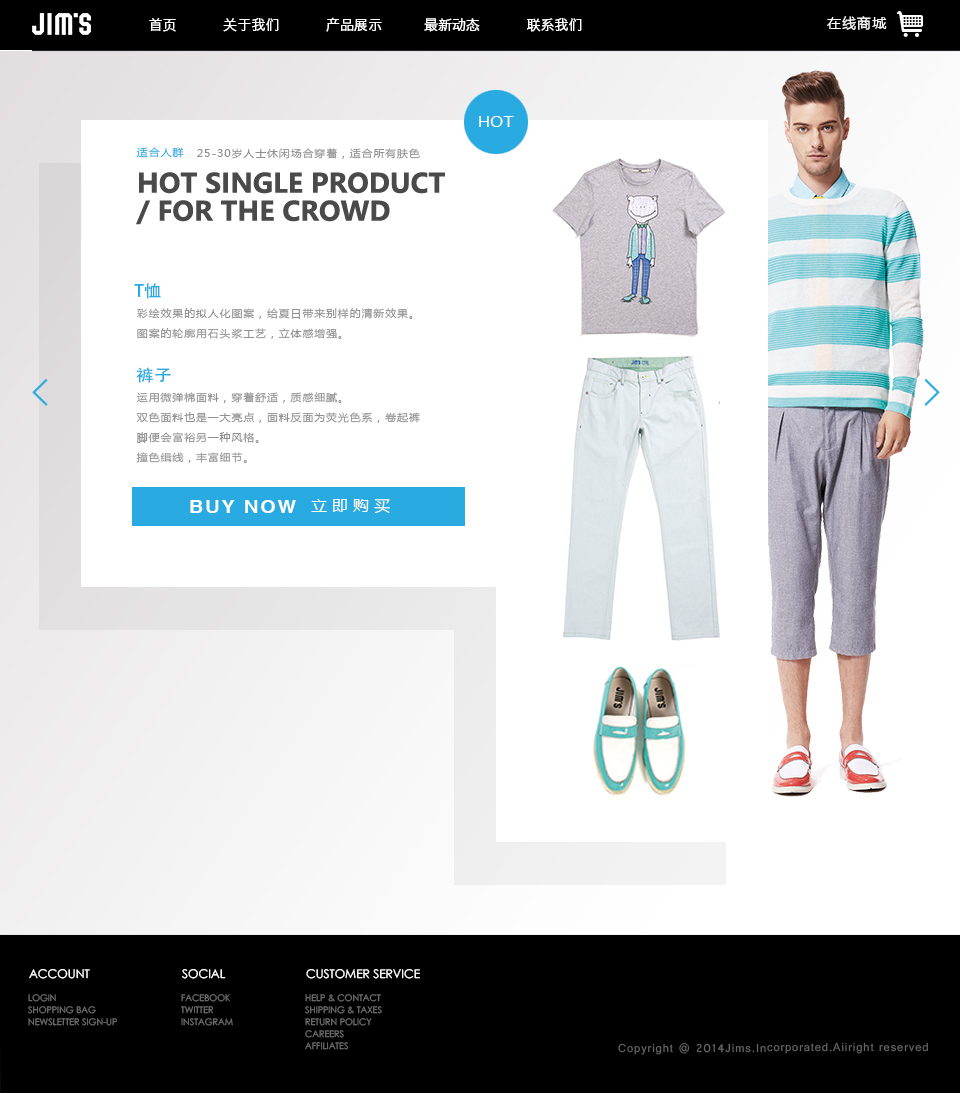 JIM'S
首页
关于我们
产品展示
最新动态
联系我们
在线商城
HOT
适合人群 25-30岁人士休闲场合穿着，适合所有肤色
HOT SINGLE PRODUCT
/ FOR THE CROWD
T恤
彩绘效果的拟人化图案，给夏日带来别样的清新效果。
图案的轮廓用石头浆工艺，立体感增强。
裤子
运用微弹棉面料，穿着舒适，质感细腻。
双色面料也是一大亮点，面料反面为荧光色系，卷起裤
脚便会富裕另一种风格。
撞色缉线，丰富细节。
BUY NOW 立即购买
JIM'S
JIM'S
ACCOUNT
LOGIN
SHOPPING BAG
NEWSLETTER SIGN-UP
SOCIAL
FACEBOOK
TWITTER
INSTAGRAM
CUSTOMER SERVICE
HELP & CONTACT
SHIPPING & TAXES
RETURN POLICY
CAREERS
AFFILIATES
Copyright @ 2014Jims.Incorporated.Aiiright reserved